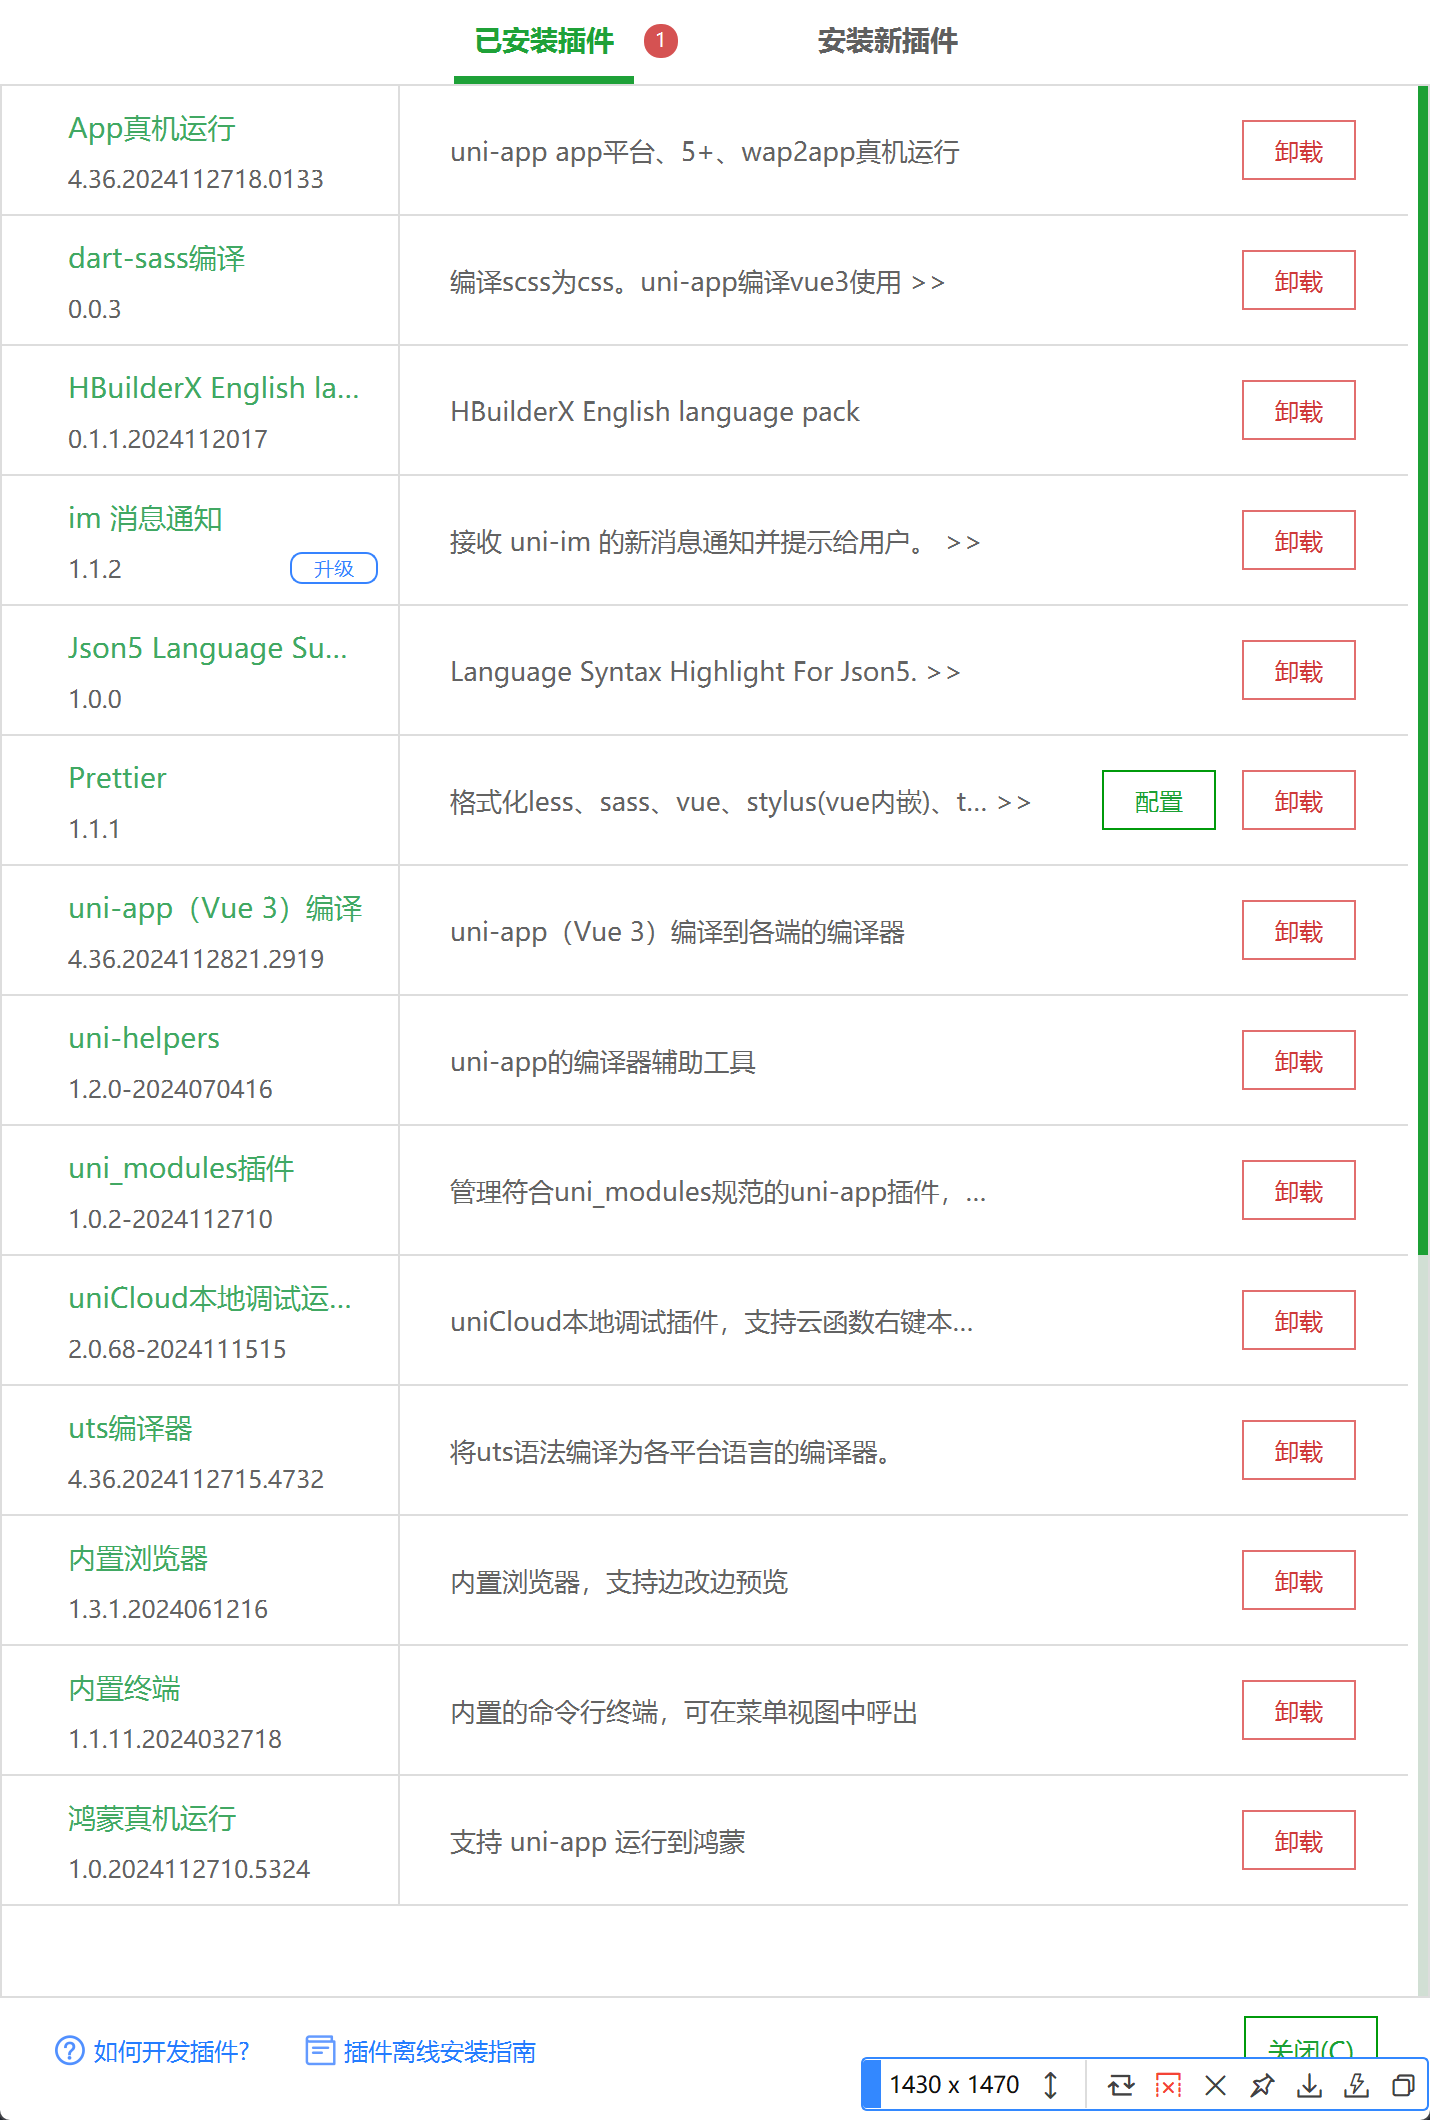 已安装插件 1 安装新插件
App真机运行
4.36.2024112718.0133
uni-app app平台、5+、wap2app真机运行
卸载
dart-sass编译
0.0.3
编译scss为css。uni-app编译vue3使用 >>
卸载
HBuilderX English la...
0.1.1.2024112017
HBuilderX English language pack
卸载
im 消息通知
1.1.2 升级
接收 uni-im 的新消息通知并提示给用户。 >>
卸载
Json5 Language Su...
1.0.0
Language Syntax Highlight For Json5. >>
卸载
Prettier
1.1.1
格式化less、sass、vue、stylus(vue内嵌)、t... >>
配置 卸载
uni-app（Vue 3）编译
4.36.2024112821.2919
uni-app（Vue 3）编译到各端的编译器
卸载
uni-helpers
1.2.0-2024070416
uni-app的编译器辅助工具
卸载
uni_modules插件
1.0.2-2024112710
管理符合uni_modules规范的uni-app插件，...
卸载
uniCloud本地调试运...
2.0.68-2024111515
uniCloud本地调试插件，支持云函数右键本...
卸载
uts编译器
4.36.2024112715.4732
将uts语法编译为各平台语言的编译器。
卸载
内置浏览器
1.3.1.2024061216
内置浏览器，支持边改边预览
卸载
内置终端
1.1.11.2024032718
内置的命令行终端，可在菜单视图中呼出
卸载
鸿蒙真机运行
1.0.2024112710.5324
支持 uni-app 运行到鸿蒙
卸载
如何开发插件? 插件离线安装指南 关闭(C)
1430 x 1470